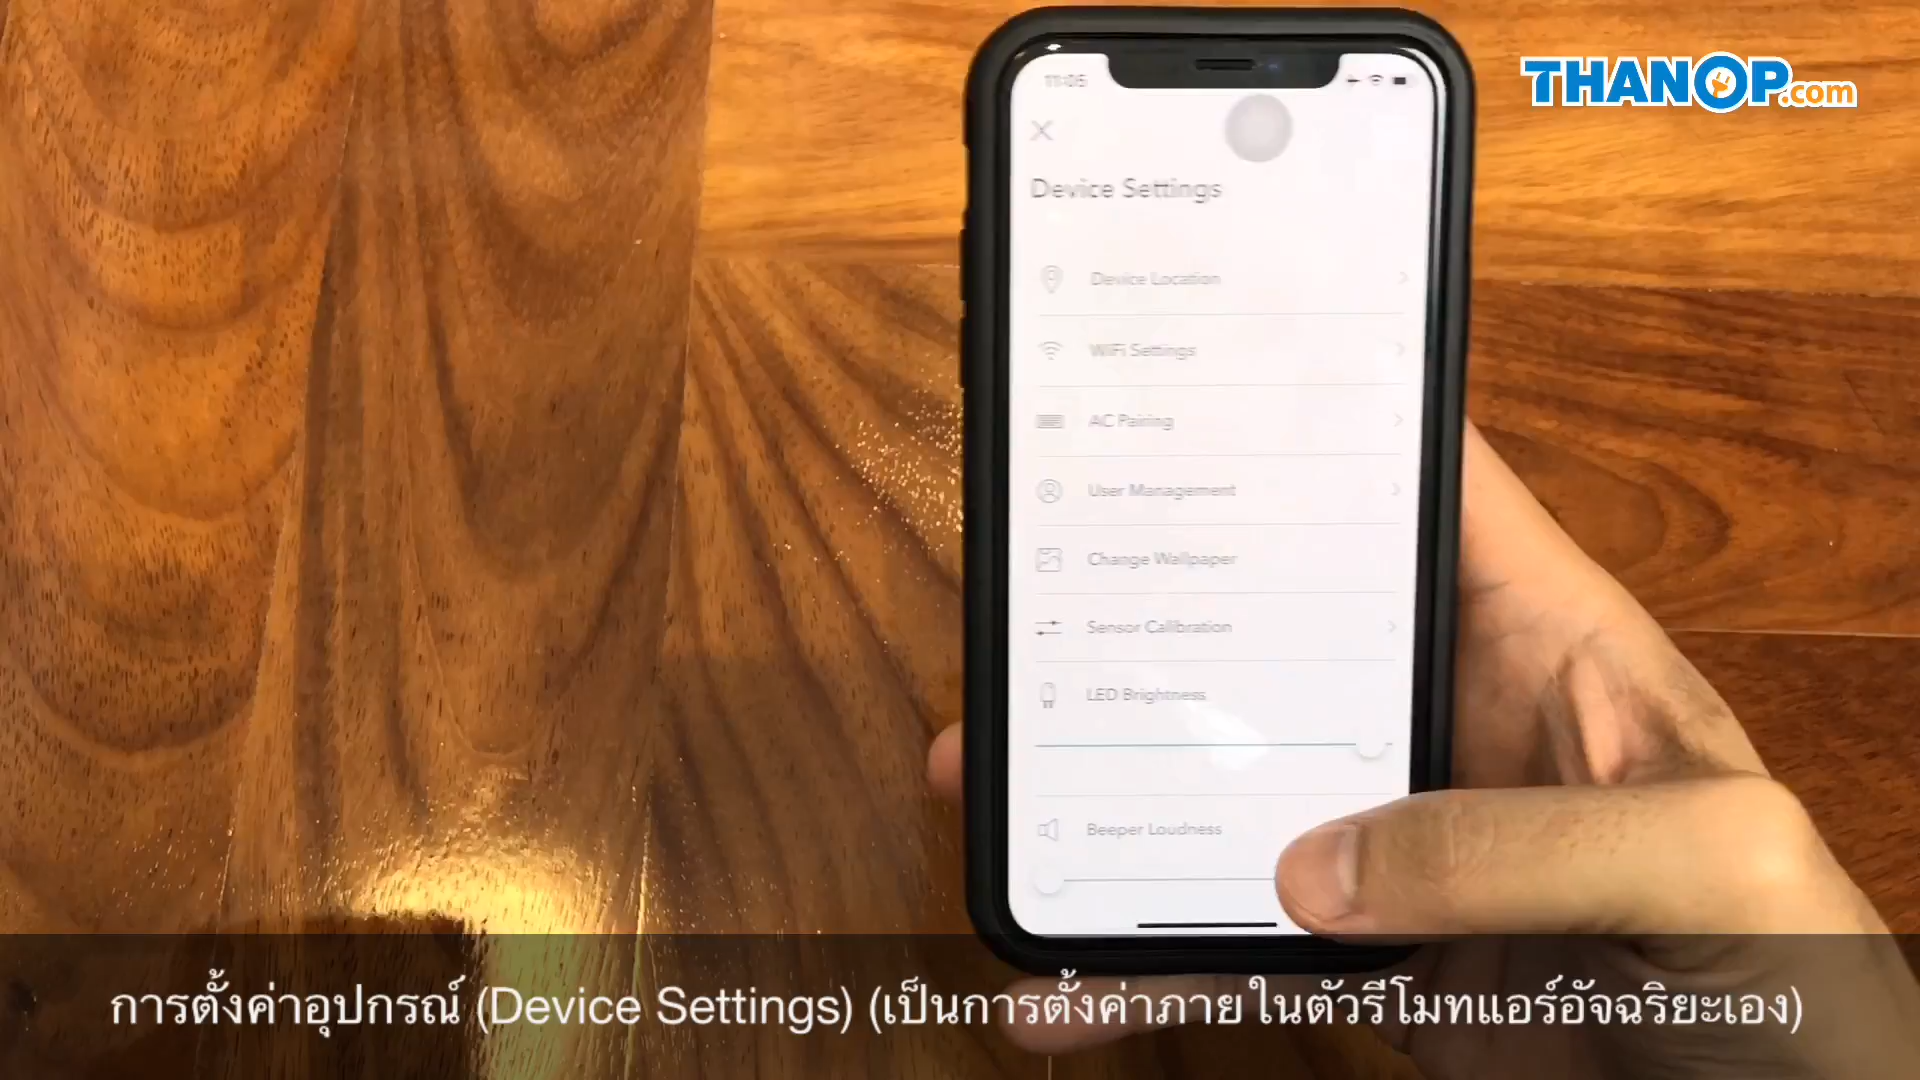 THANOP.com
11:05
Device Settings
Device Location
WiFi Settings
AC Pairing
User Management
Change Wallpaper
Sensor Calibration
LED Brightness
Beeper Loudness
การตั้งค่าอุปกรณ์ (Device Settings) (เป็นการตั้งค่าภายในตัวรีโมทแอร์อัจฉริยะเอง)